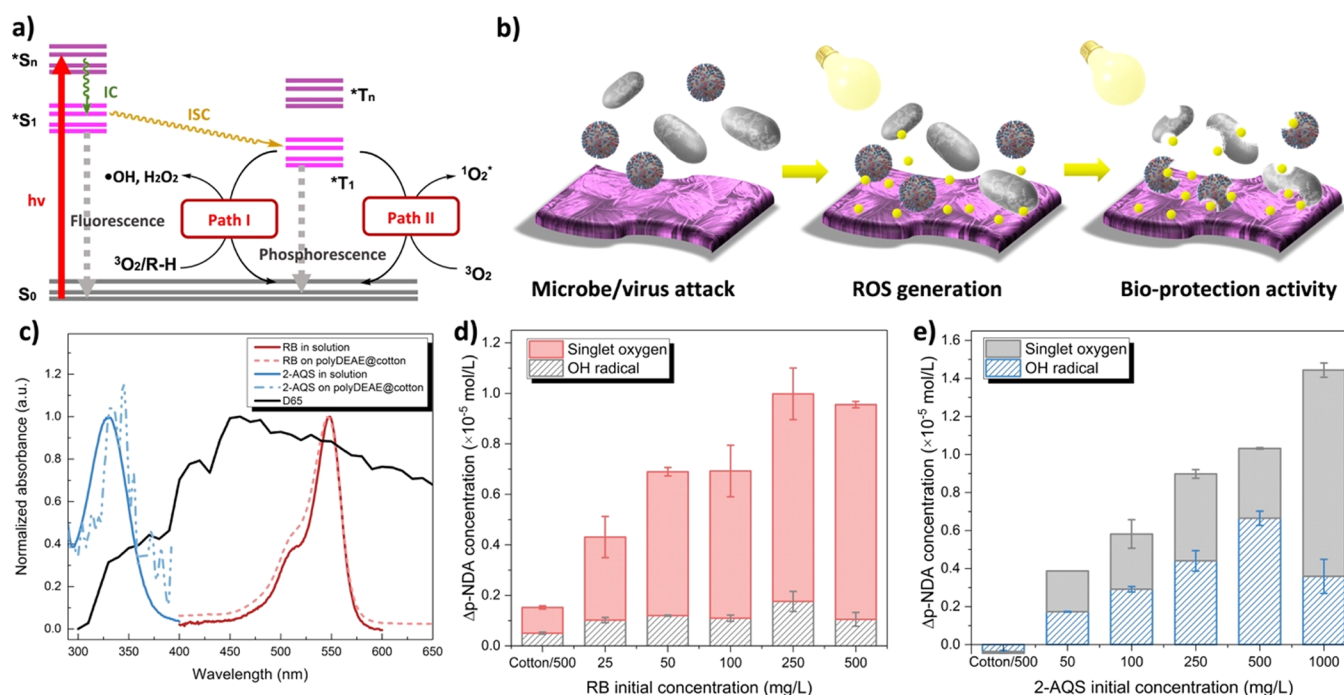 a)
*Sn
IC
*S1
ISC
*Tn
*T1
•OH, H2O2
1O2*
hv
Fluorescence
Path I
Path II
Phosphorescence
3O2/R-H
3O2
S0
b)
Microbe/virus attack
ROS generation
Bio-protection activity
c)
RB in solution
RB on polyDEAE@cotton
2-AQS in solution
2-AQS on polyDEAE@cotton
D65
Normalized absorbance (a.u.)
1.2
1.0
0.8
0.6
0.4
0.2
0.0
300 350 400 450 500 550 600 650
Wavelength (nm)
d)
Singlet oxygen
OH radical
Δp-NDA concentration (×10-5 mol/L)
1.2
1.0
0.8
0.6
0.4
0.2
0.0
Cotton/500 25 50 100 250 500
RB initial concentration (mg/L)
e)
Singlet oxygen
OH radical
Δp-NDA concentration (×10-5 mol/L)
1.6
1.4
1.2
1.0
0.8
0.6
0.4
0.2
0.0
Cotton/500 50 100 250 500 1000
2-AQS initial concentration (mg/L)